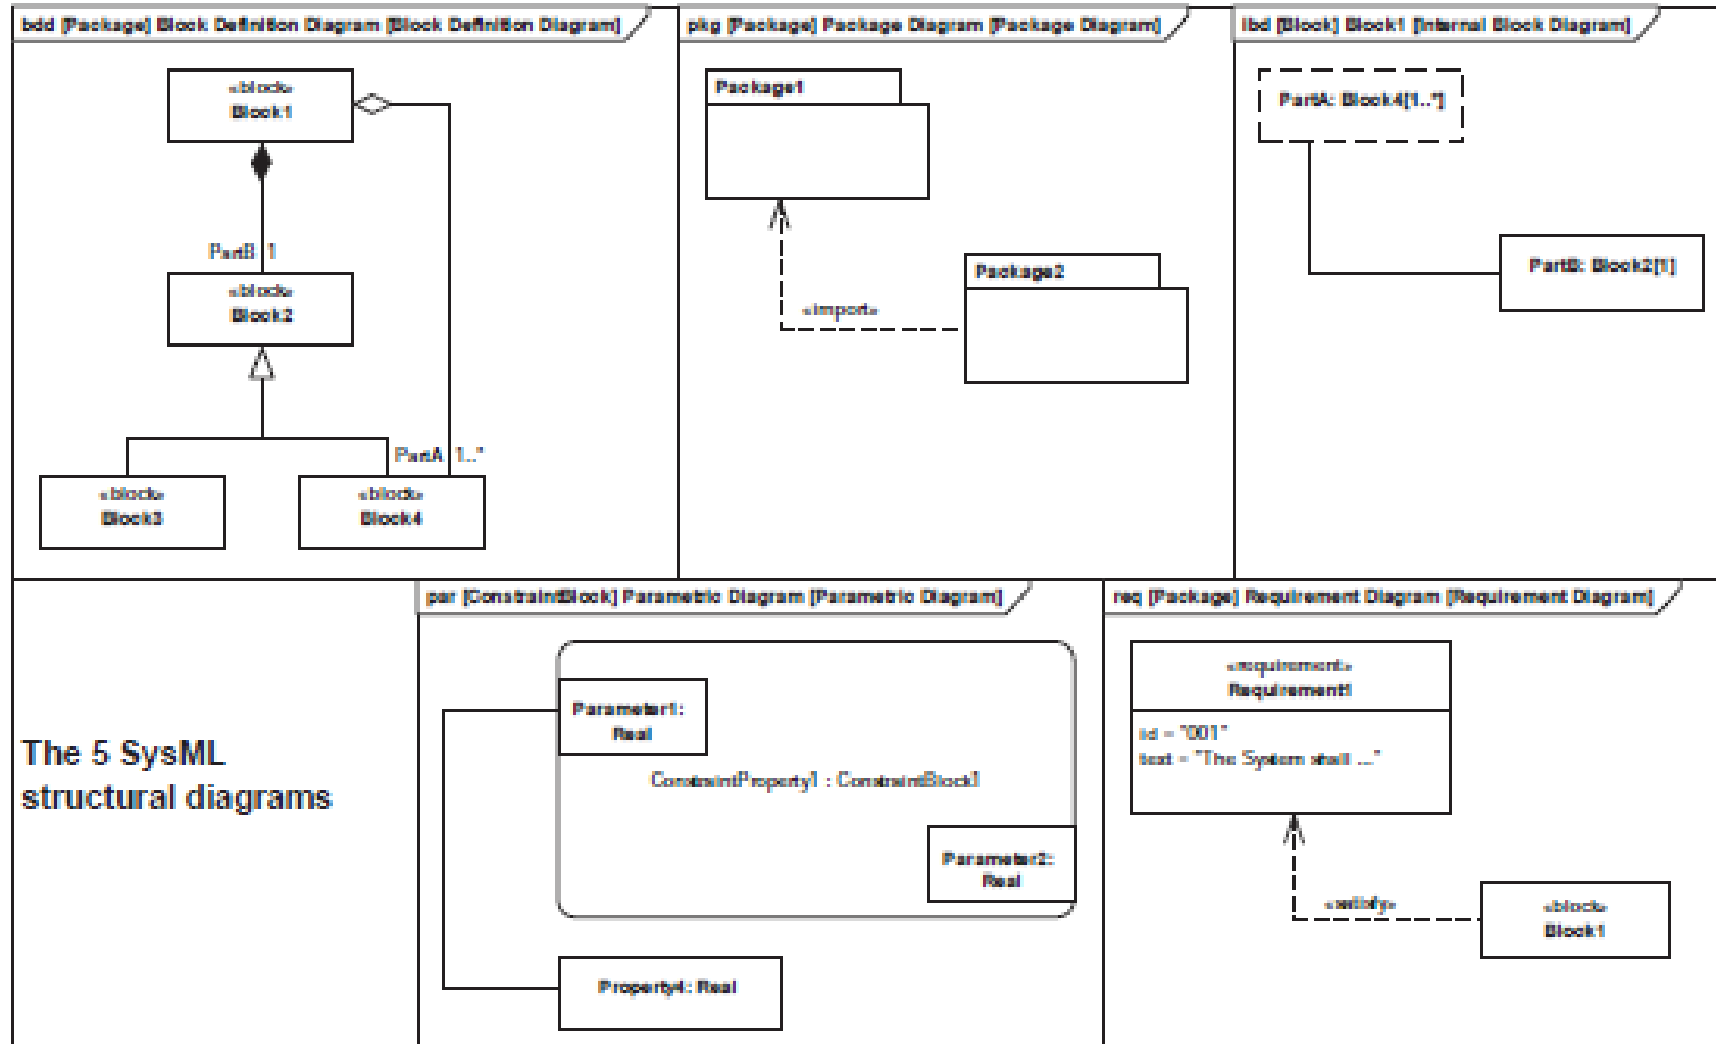 bdd [Package] Block Definition Diagram [Block Definition Diagram]
«block»
Block1
PartB 1
«block»
Block2
PartA 1..*
«block»
Block3
«block»
Block4
pkg [Package] Package Diagram [Package Diagram]
Package1
Package2
«import»
ibd [Block] Block1 [Internal Block Diagram]
PartA: Block4[1..*]
PartB: Block2[1]
The 5 SysML
structural diagrams
par [ConstraintBlock] Parametric Diagram [Parametric Diagram]
Parameter1:
Real
ConstraintProperty1 : ConstraintBlock1
Parameter2:
Real
Property4: Real
req [Package] Requirement Diagram [Requirement Diagram]
«requirement»
Requirement1
id = "001"
text = "The System shall ..."
«satisfy»
«block»
Block1